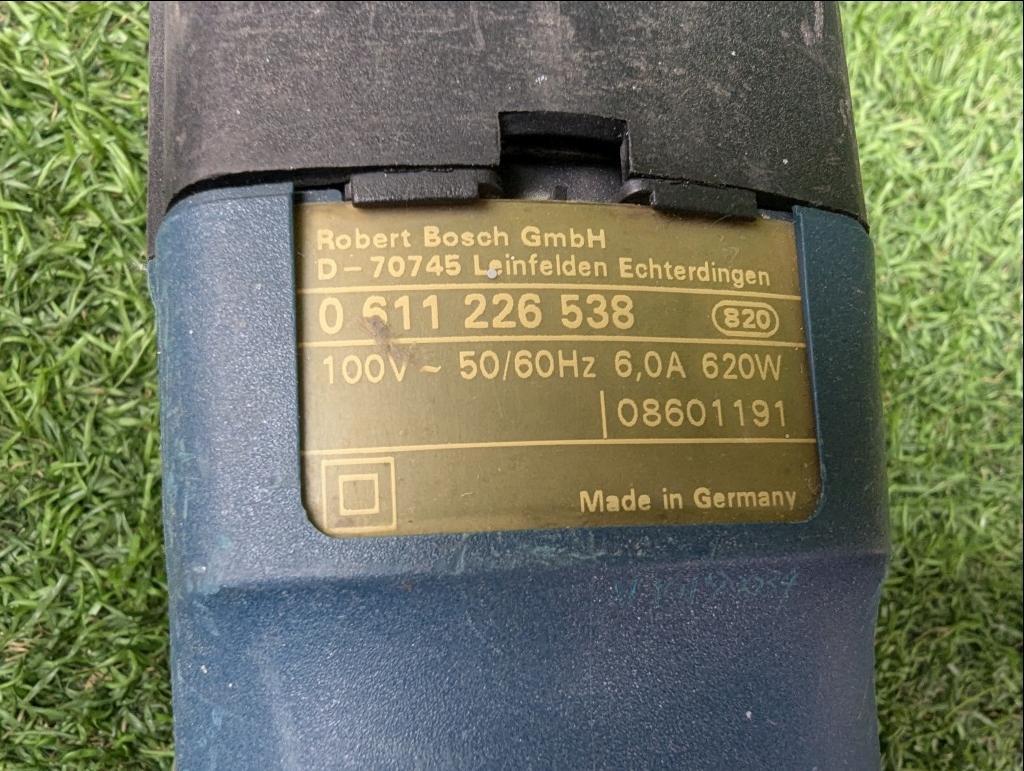 Robert Bosch GmbH
D-70745 Leinfelden Echterdingen
0 611 226 538 820
100V ~ 50/60Hz 6,0A 620W
08601191
Made in Germany